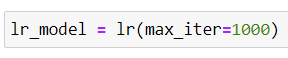 lr_model = lr(max_iter=1000)